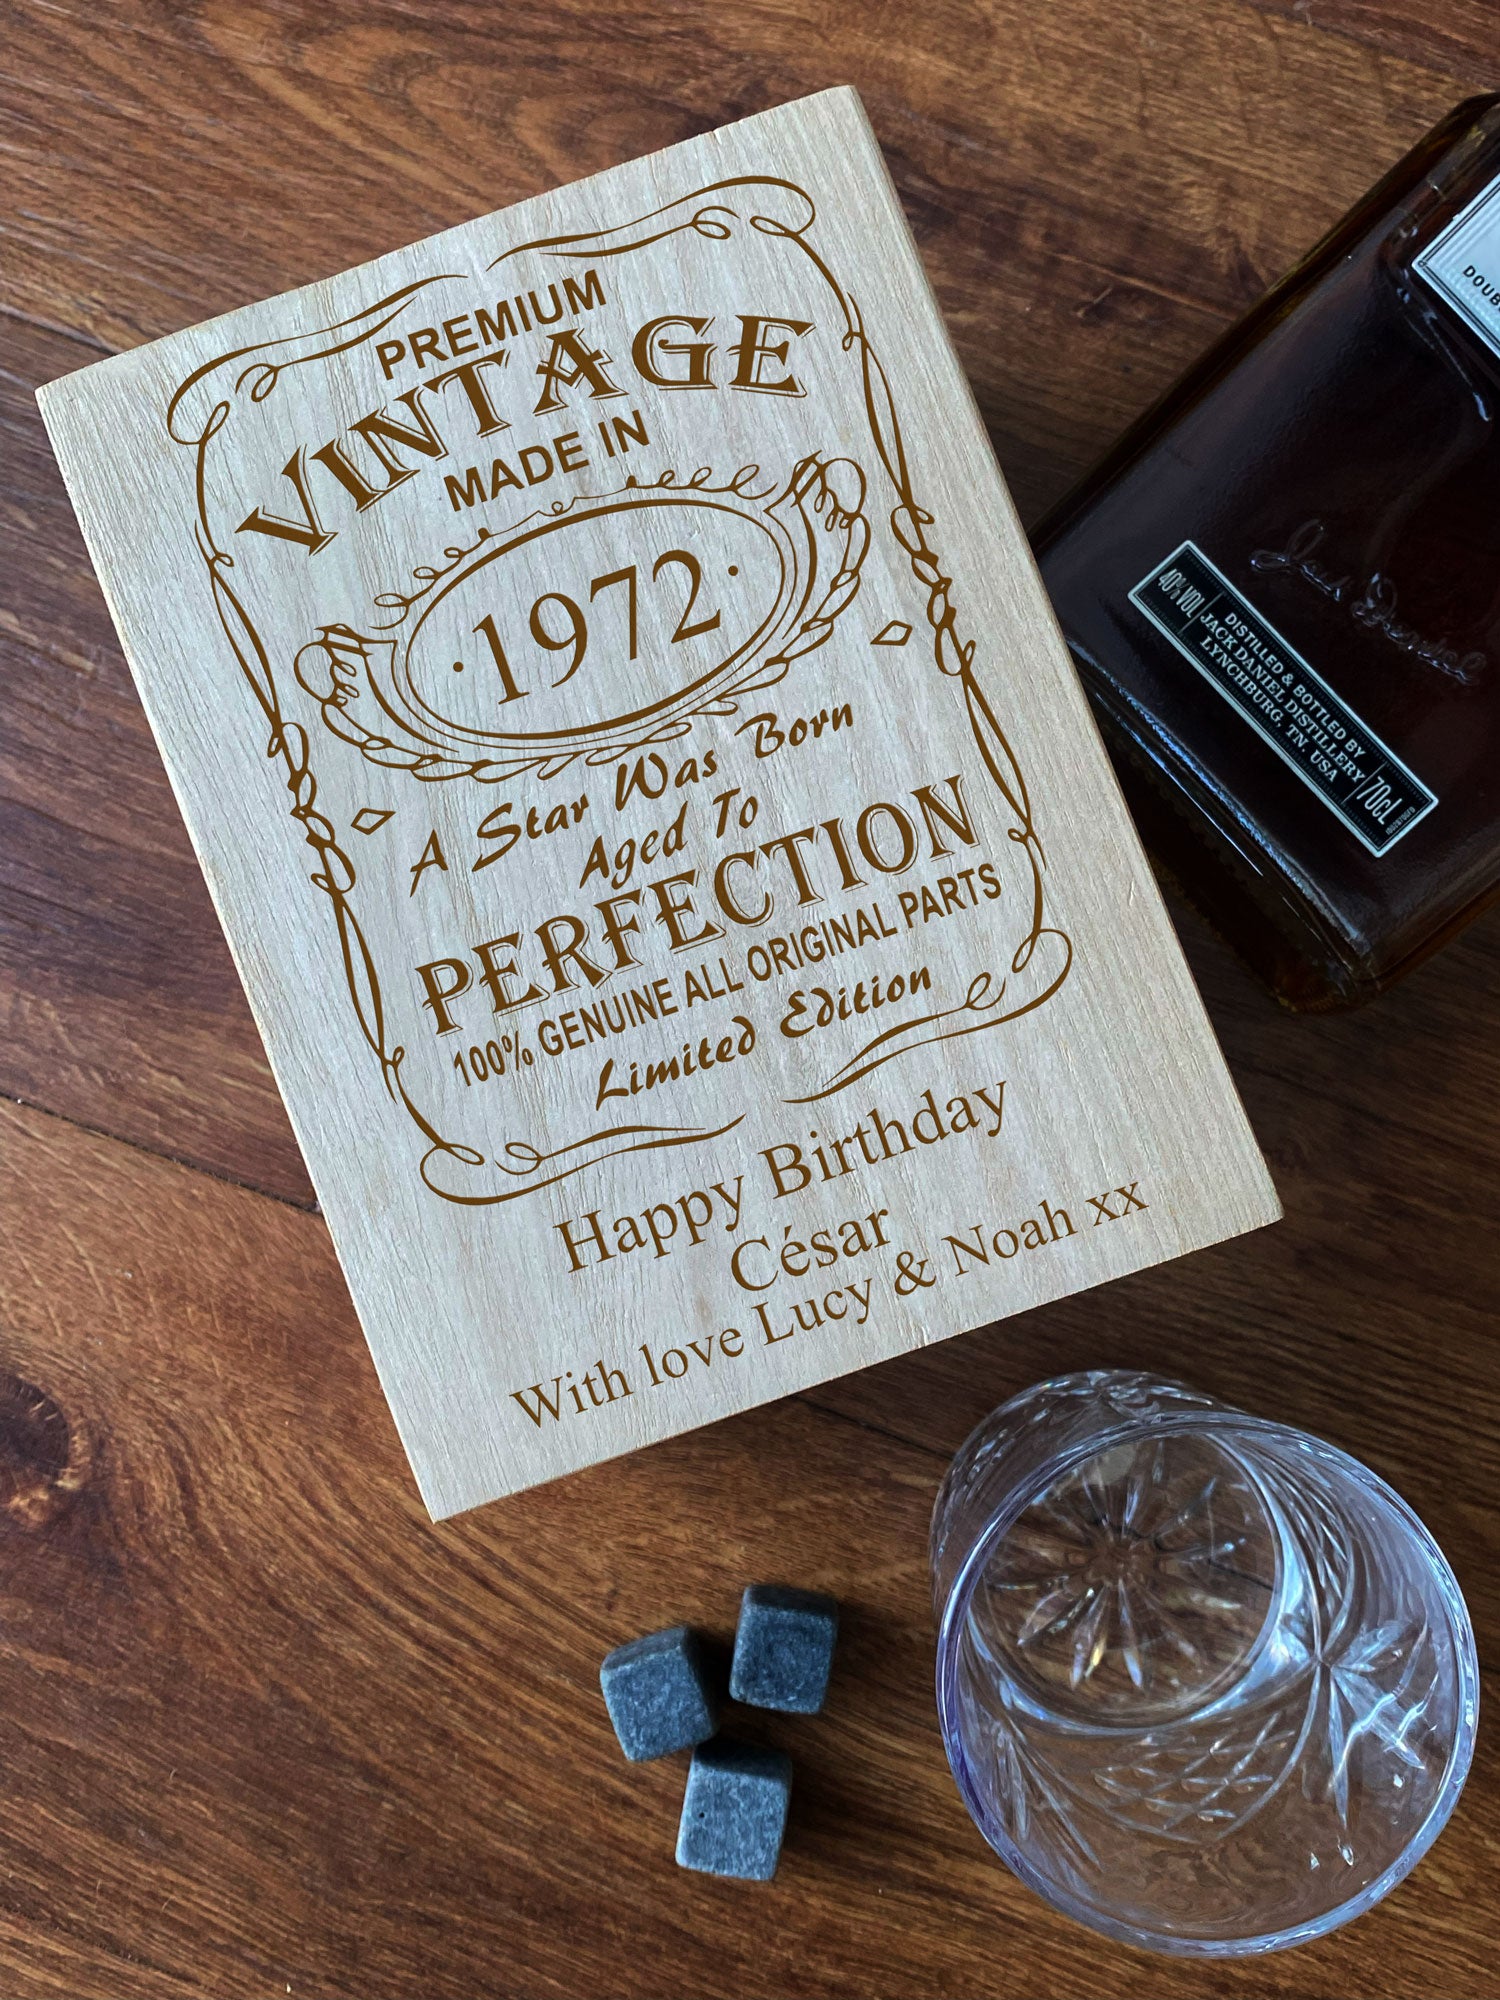 PREMIUM
VINTAGE
MADE IN
·1972·
A Star Was Born
Aged To
PERFECTION
100% GENUINE ALL ORIGINAL PARTS
Limited Edition
Happy Birthday
César
With love Lucy & Noah xx
40% VOL
DISTILLED & BOTTLED BY
JACK DANIEL DISTILLERY
LYNCHBURG, TN. USA
70cl
Jack Daniel